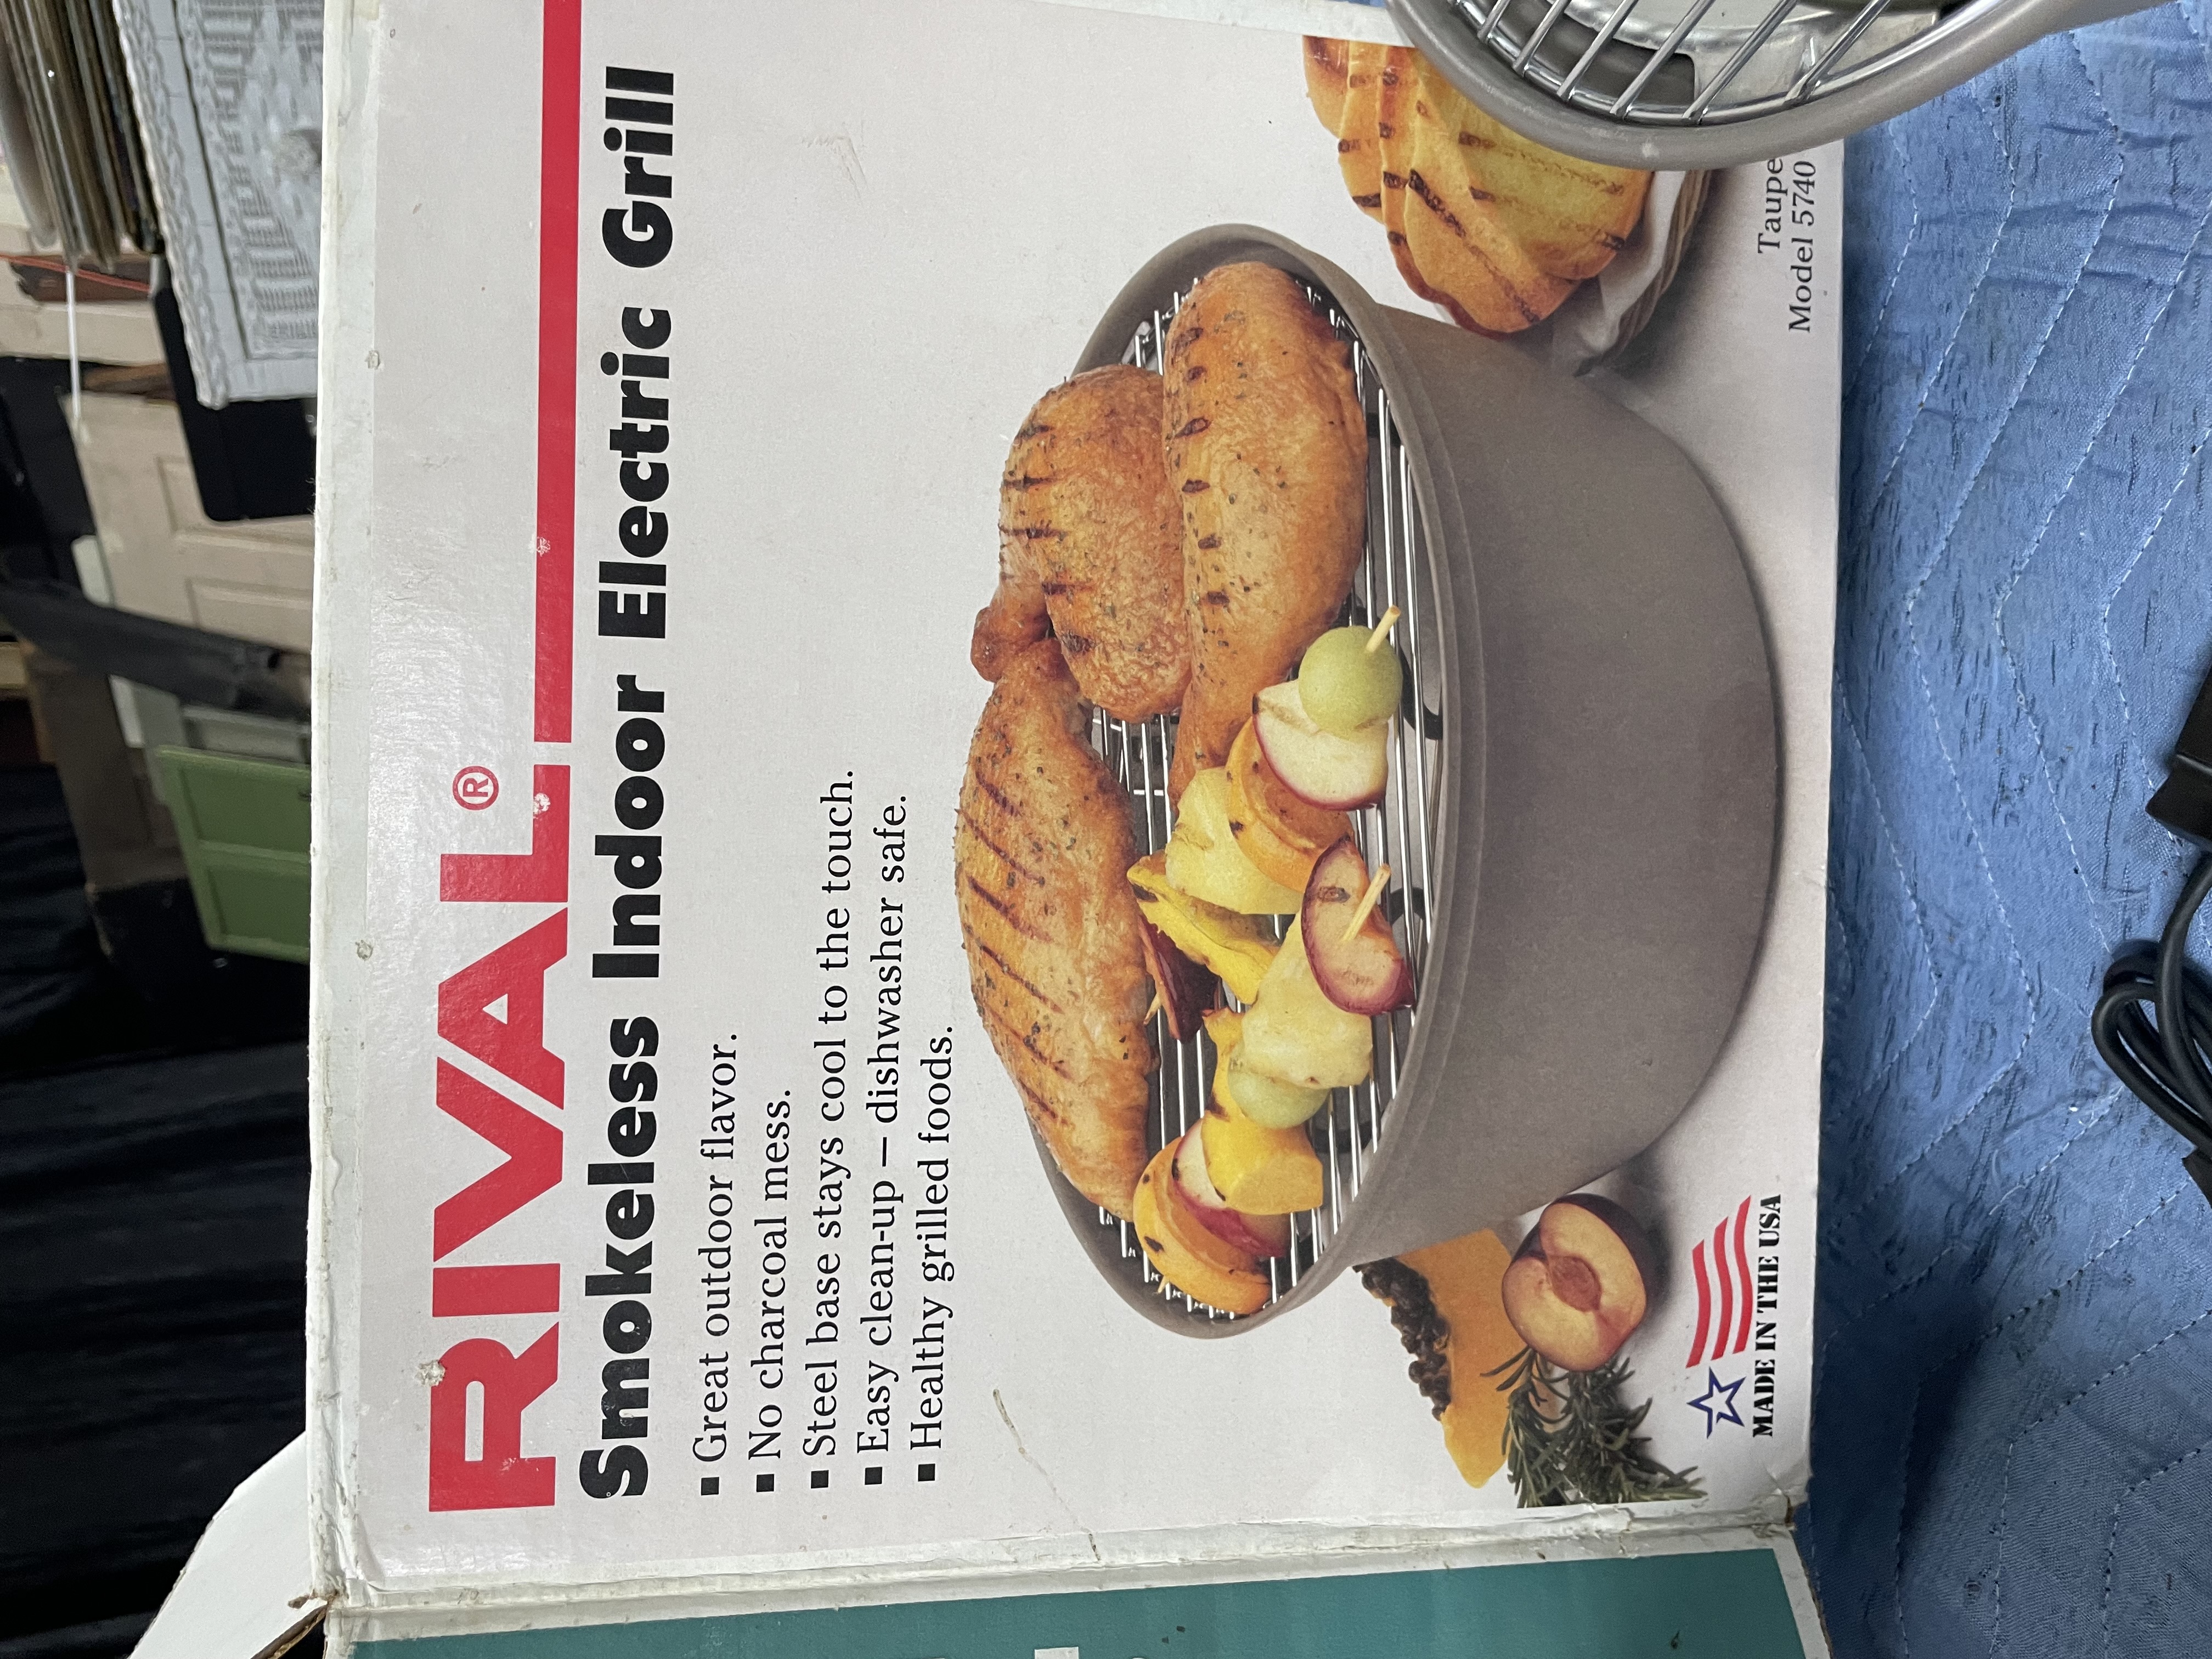 RIVAL®
Smokeless Indoor Electric Grill
▪ Great outdoor flavor.
▪ No charcoal mess.
▪ Steel base stays cool to the touch.
▪ Easy clean-up – dishwasher safe.
▪ Healthy grilled foods.
MADE IN THE USA
Taupe
Model 5740